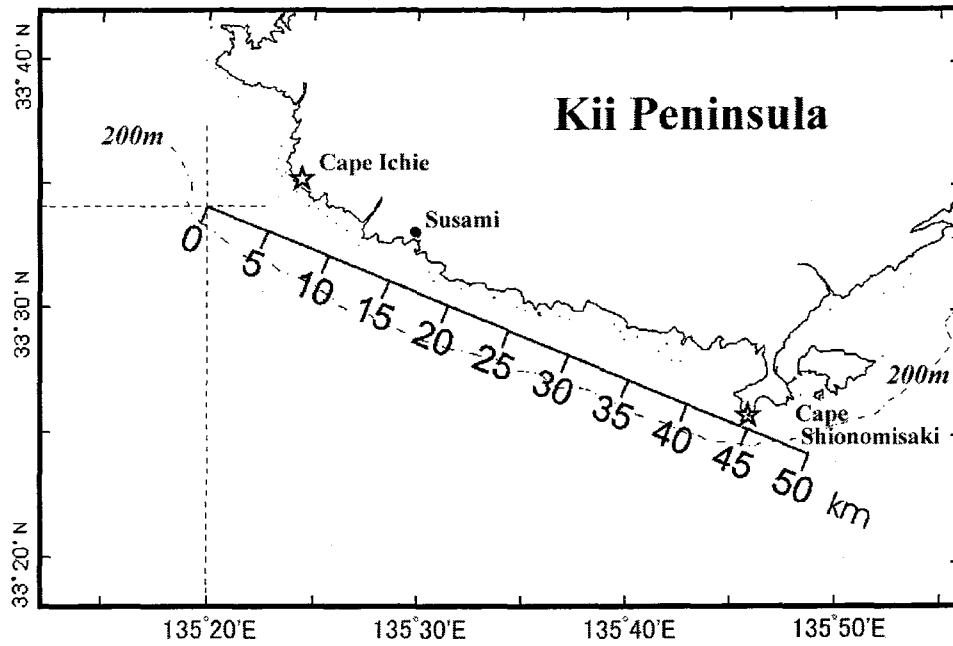 33° 40' N
Kii Peninsula
200m
Cape Ichie
Susami
0
5
10
15
20
25
30
35
40
45
50
km
33° 30' N
200m
Cape
Shionomisaki
33° 20' N
135°20'E
135°30'E
135°40'E
135°50'E